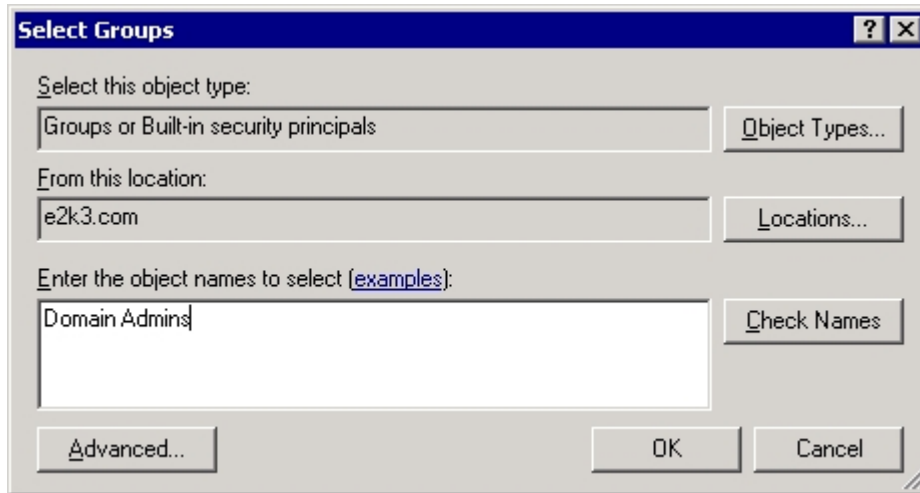 Select Groups
Select this object type:
Groups or Built-in security principals
Object Types...
From this location:
e2k3.com
Locations...
Enter the object names to select (examples):
Domain Admins
Check Names
Advanced...
OK
Cancel